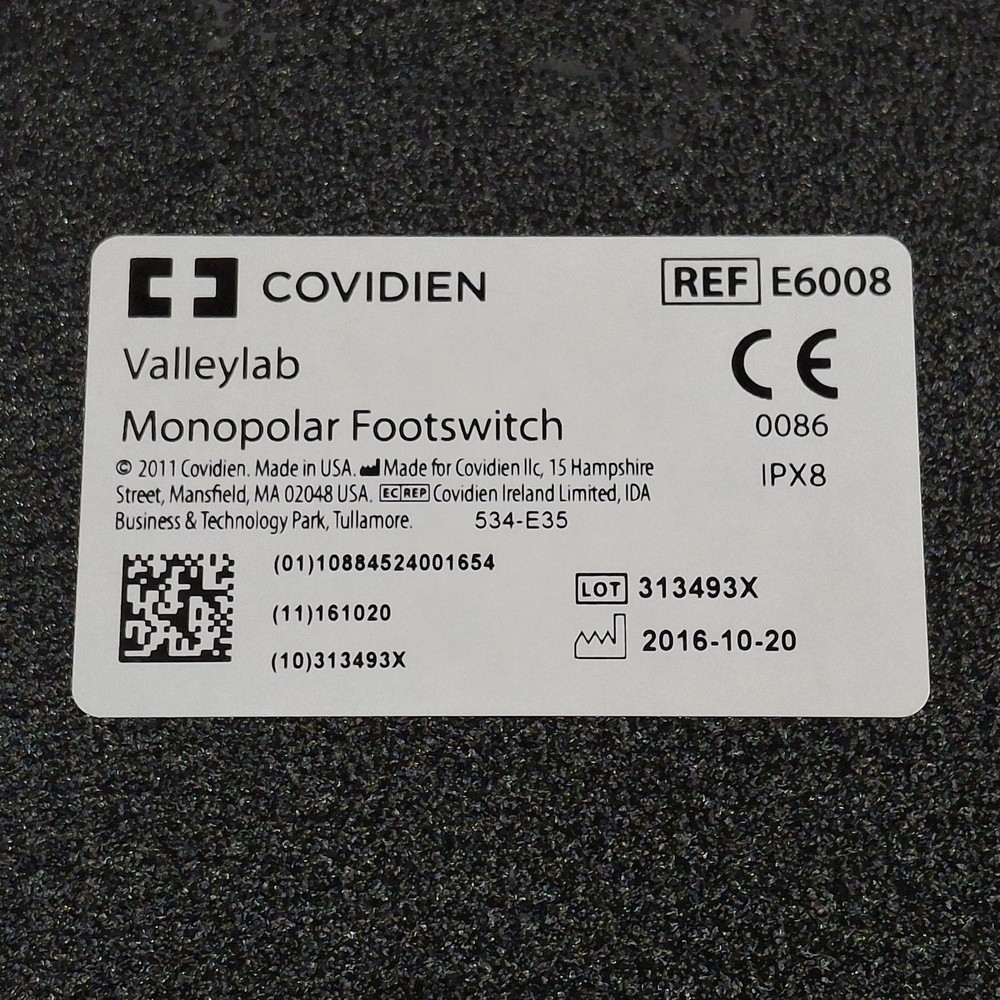 COVIDIEN
REF E6008
Valleylab
CE
Monopolar Footswitch
0086
© 2011 Covidien. Made in USA. Made for Covidien llc, 15 Hampshire
IPX8
Street, Mansfield, MA 02048 USA. EC REP Covidien Ireland Limited, IDA
Business & Technology Park, Tullamore. 534-E35
(01)10884524001654
LOT 313493X
(11)161020
2016-10-20
(10)313493X